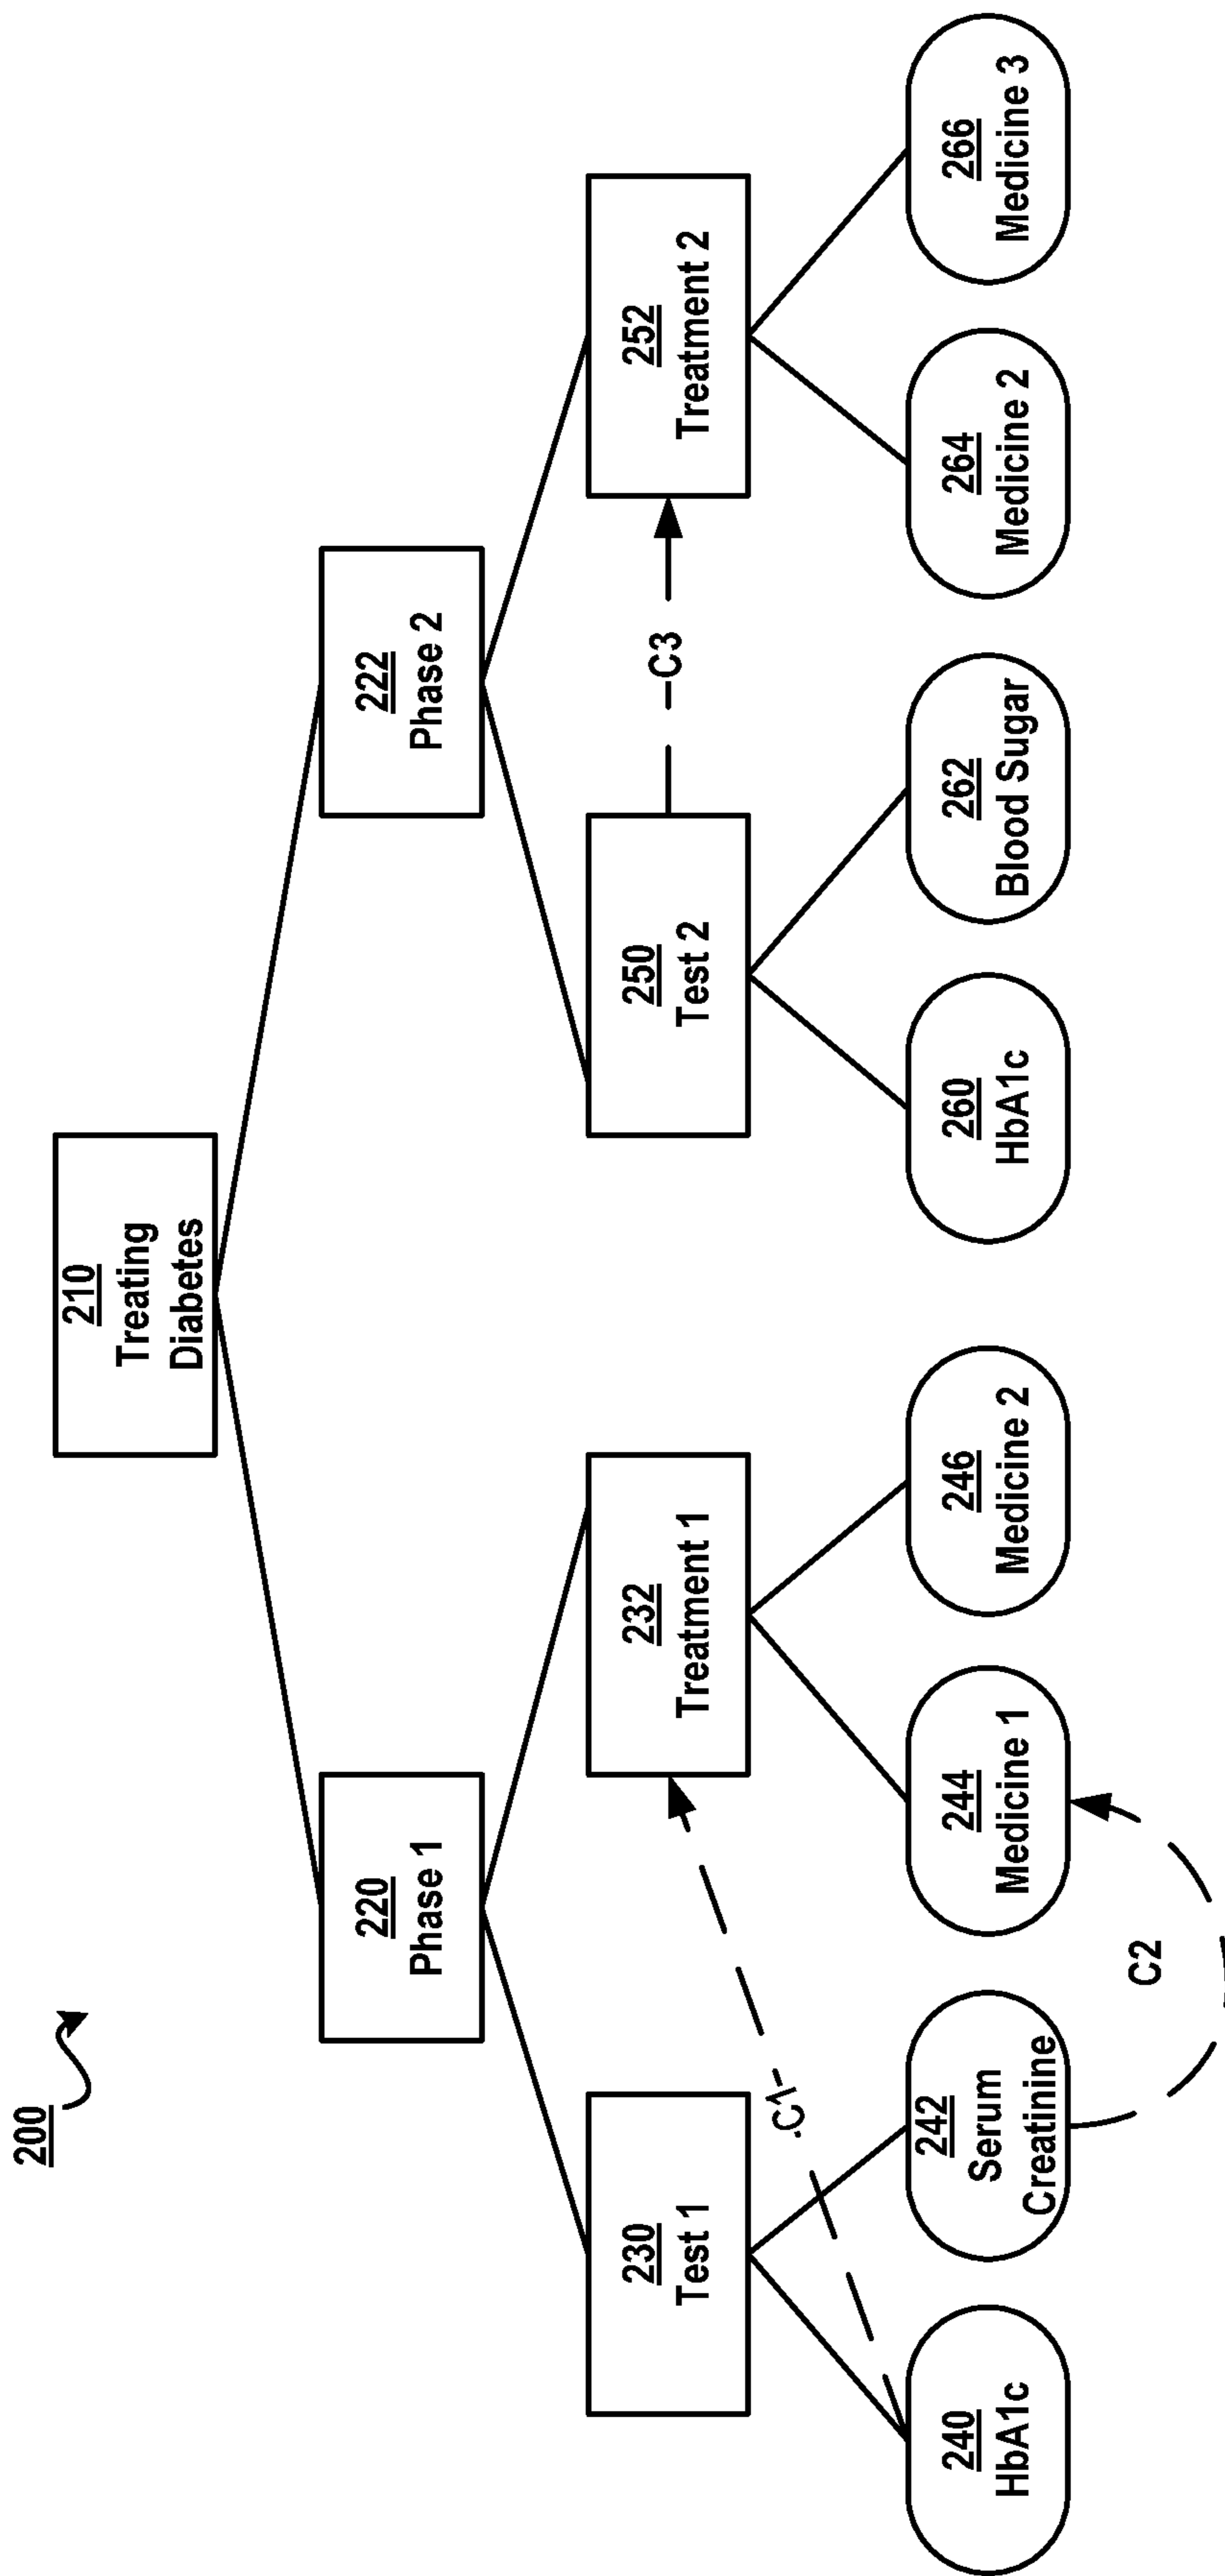 200
210
Treating
Diabetes
220
Phase 1
222
Phase 2
230
Test 1
232
Treatment 1
250
Test 2
252
Treatment 2
C1
C3
240
HbA1c
242
Serum
Creatinine
244
Medicine 1
246
Medicine 2
260
HbA1c
262
Blood Sugar
264
Medicine 2
266
Medicine 3
C2